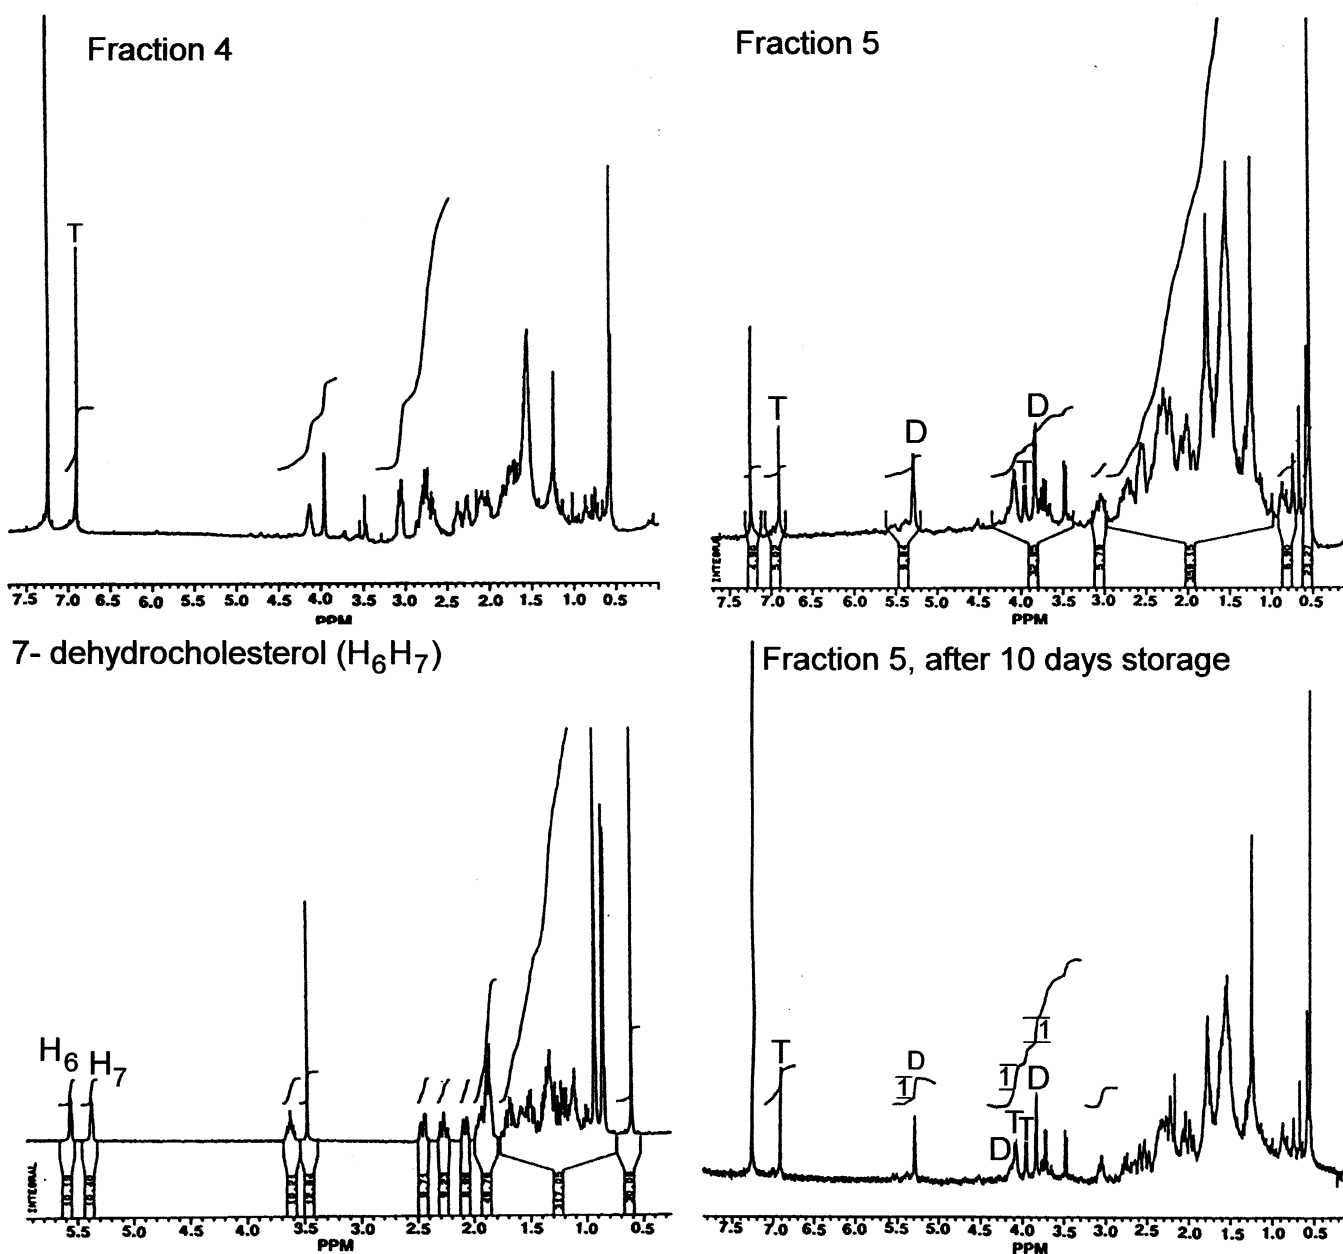 Fraction 4
T
7.5 7.0 6.5 6.0 5.5 5.0 4.5 4.0 3.5 3.0 2.5 2.0 1.5 1.0 .5
PPM
Fraction 5
T
D
D
T
INTEGRAL
7.5 7.0 6.5 6.0 5.5 5.0 4.5 4.0 3.5 3.0 2.5 2.0 1.5 1.0 0.5
PPM
7- dehydrocholesterol (H6H7)
H6 H7
INTEGRAL
5.5 5.0 4.5 4.0 3.5 3.0 2.5 2.0 1.5 1.0 0.5
PPM
Fraction 5, after 10 days storage
T
D
1
1
1
D
T T
D
7.5 7.0 6.5 6.0 5.5 5.0 4.5 4.0 3.5 3.0 2.5 2.0 1.5 1.0 0.5
PPM